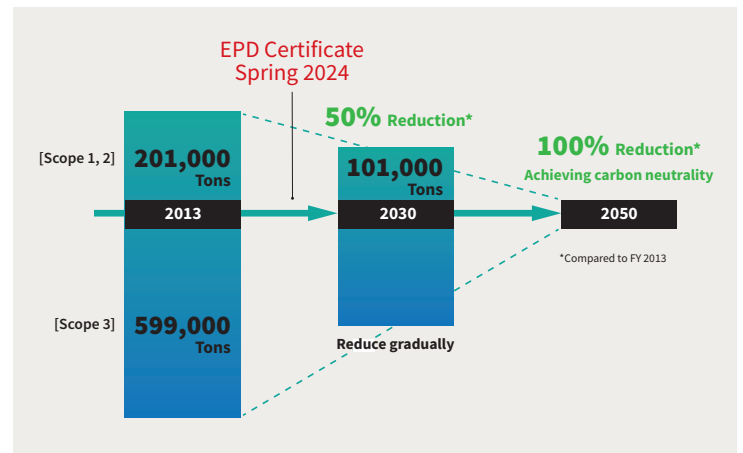 EPD Certificate
Spring 2024
50% Reduction*
100% Reduction*
Achieving carbon neutrality
[Scope 1, 2]
201,000
Tons
101,000
Tons
2013
2030
2050
*Compared to FY 2013
[Scope 3]
599,000
Tons
Reduce gradually